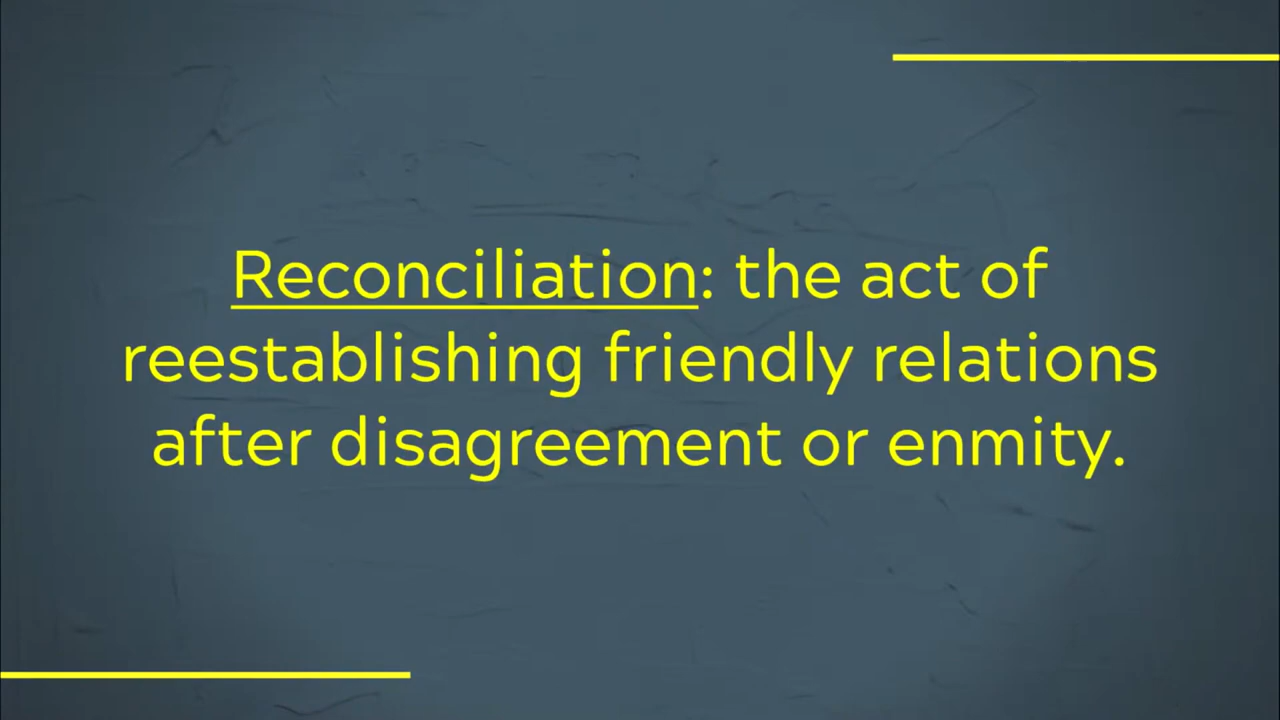 Reconciliation: the act of
reestablishing friendly relations
after disagreement or enmity.